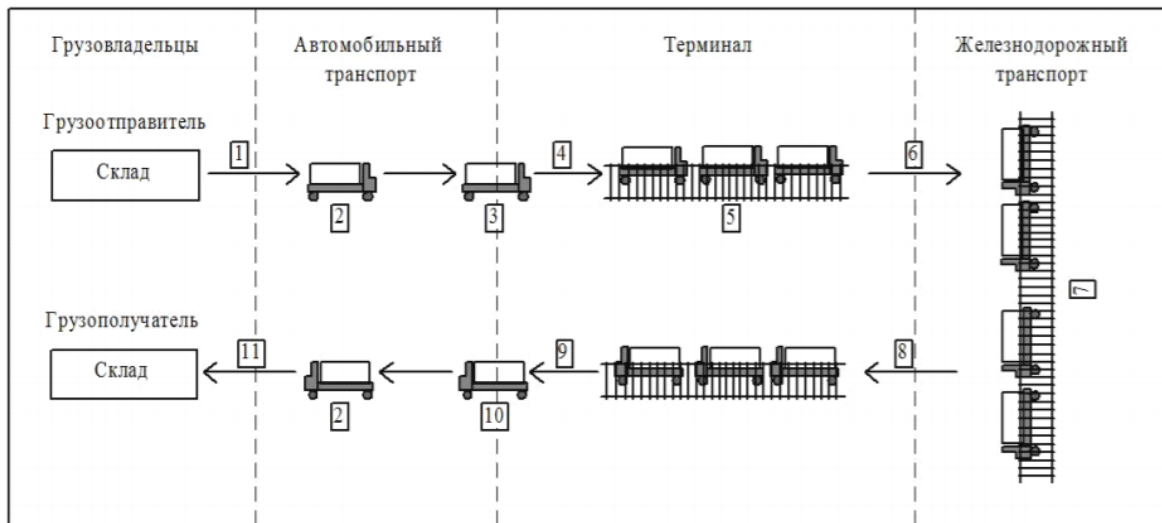 Грузовладельцы
Автомобильный
транспорт
Терминал
Железнодорожный
транспорт
Грузоотправитель
Склад
1
2
3
4
5
6
7
Грузополучатель
Склад
11
2
10
9
8